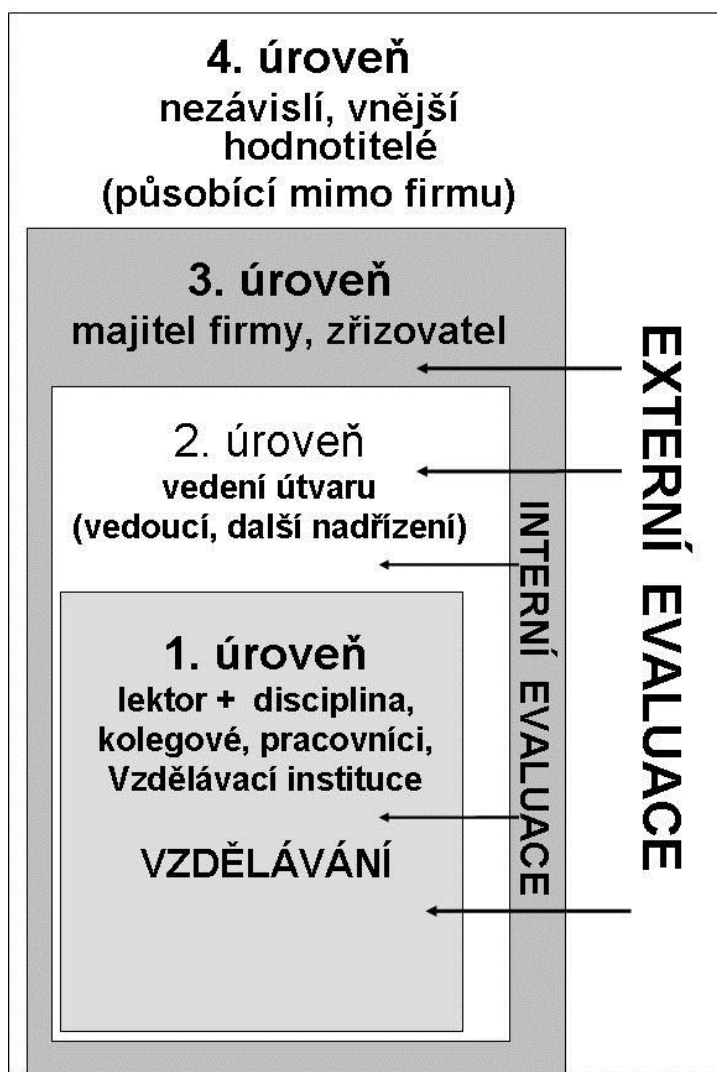 4. úroveň
nezávislí, vnější
hodnotitelé
(působící mimo firmu)
3. úroveň
majitel firmy, zřizovatel
2. úroveň
vedení útvaru
(vedoucí, další nadřízení)
1. úroveň
lektor + disciplina,
kolegové, pracovníci,
Vzdělávací instituce
VZDĚLÁVÁNÍ
INTERNÍ EVALUACE
EXTERNÍ EVALUACE